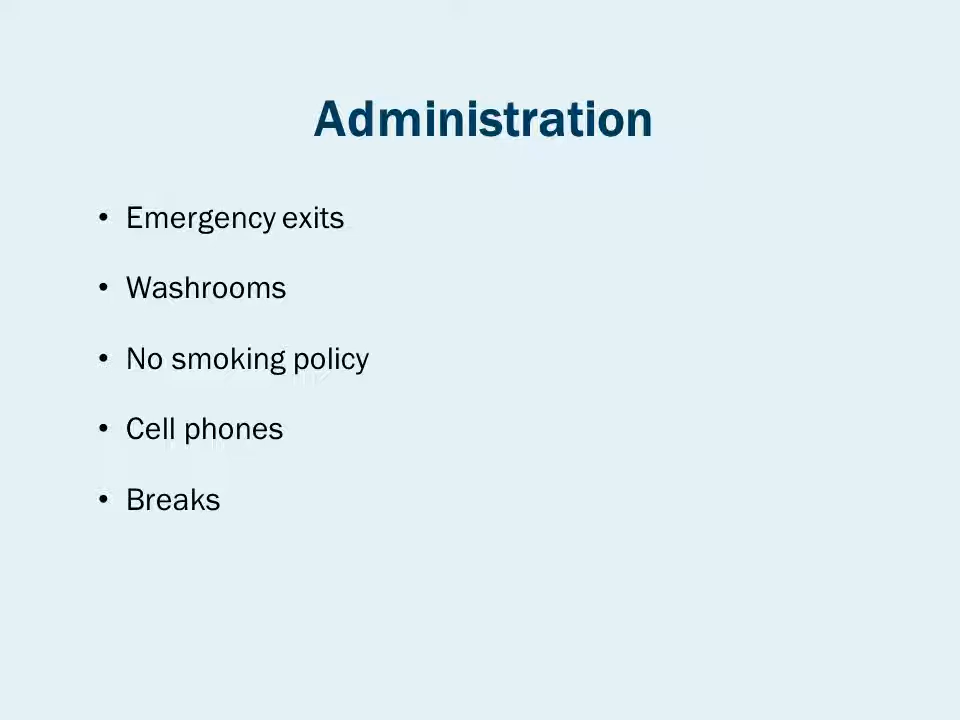 Administration
• Emergency exits
• Washrooms
• No smoking policy
• Cell phones
• Breaks